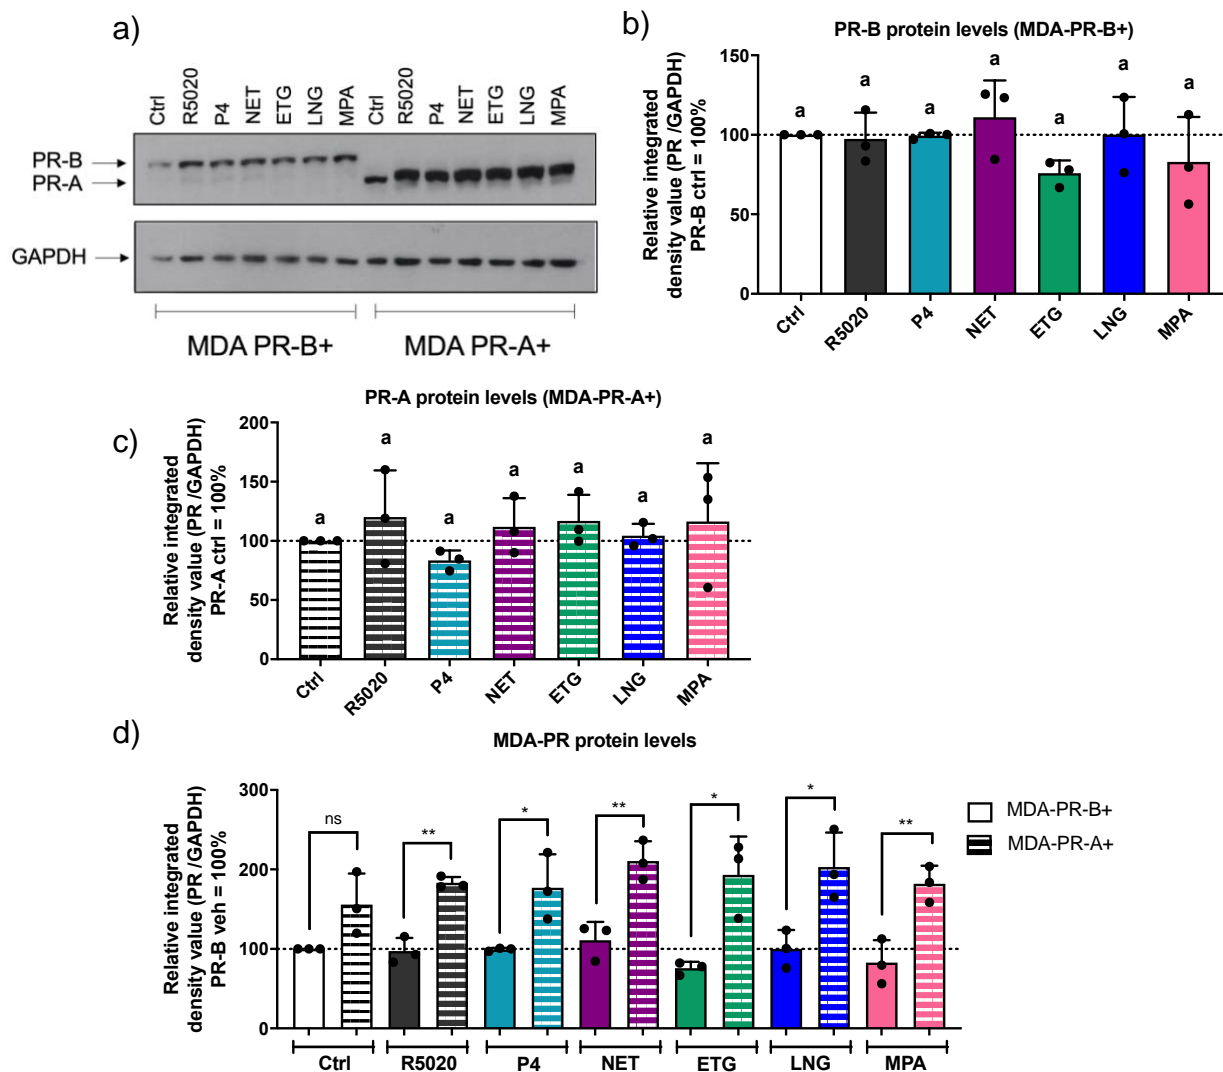 a)
Ctrl
R5020
P4
NET
ETG
LNG
MPA
Ctrl
R5020
P4
NET
ETG
LNG
MPA
PR-B
PR-A
GAPDH
MDA PR-B+
MDA PR-A+
b)
PR-B protein levels (MDA-PR-B+)
Relative integrated
density value (PR /GAPDH)
PR-B ctrl = 100%
150
100
50
0
a
a
a
a
a
a
a
Ctrl
R5020
P4
NET
ETG
LNG
MPA
c)
PR-A protein levels (MDA-PR-A+)
Relative integrated
density value (PR /GAPDH)
PR-A ctrl = 100%
200
150
100
50
0
a
a
a
a
a
a
a
Ctrl
R5020
P4
NET
ETG
LNG
MPA
d)
MDA-PR protein levels
Relative integrated
density value (PR /GAPDH)
PR-B veh = 100%
300
200
100
0
ns
**
*
**
*
*
**
Ctrl
R5020
P4
NET
ETG
LNG
MPA
MDA-PR-B+
MDA-PR-A+